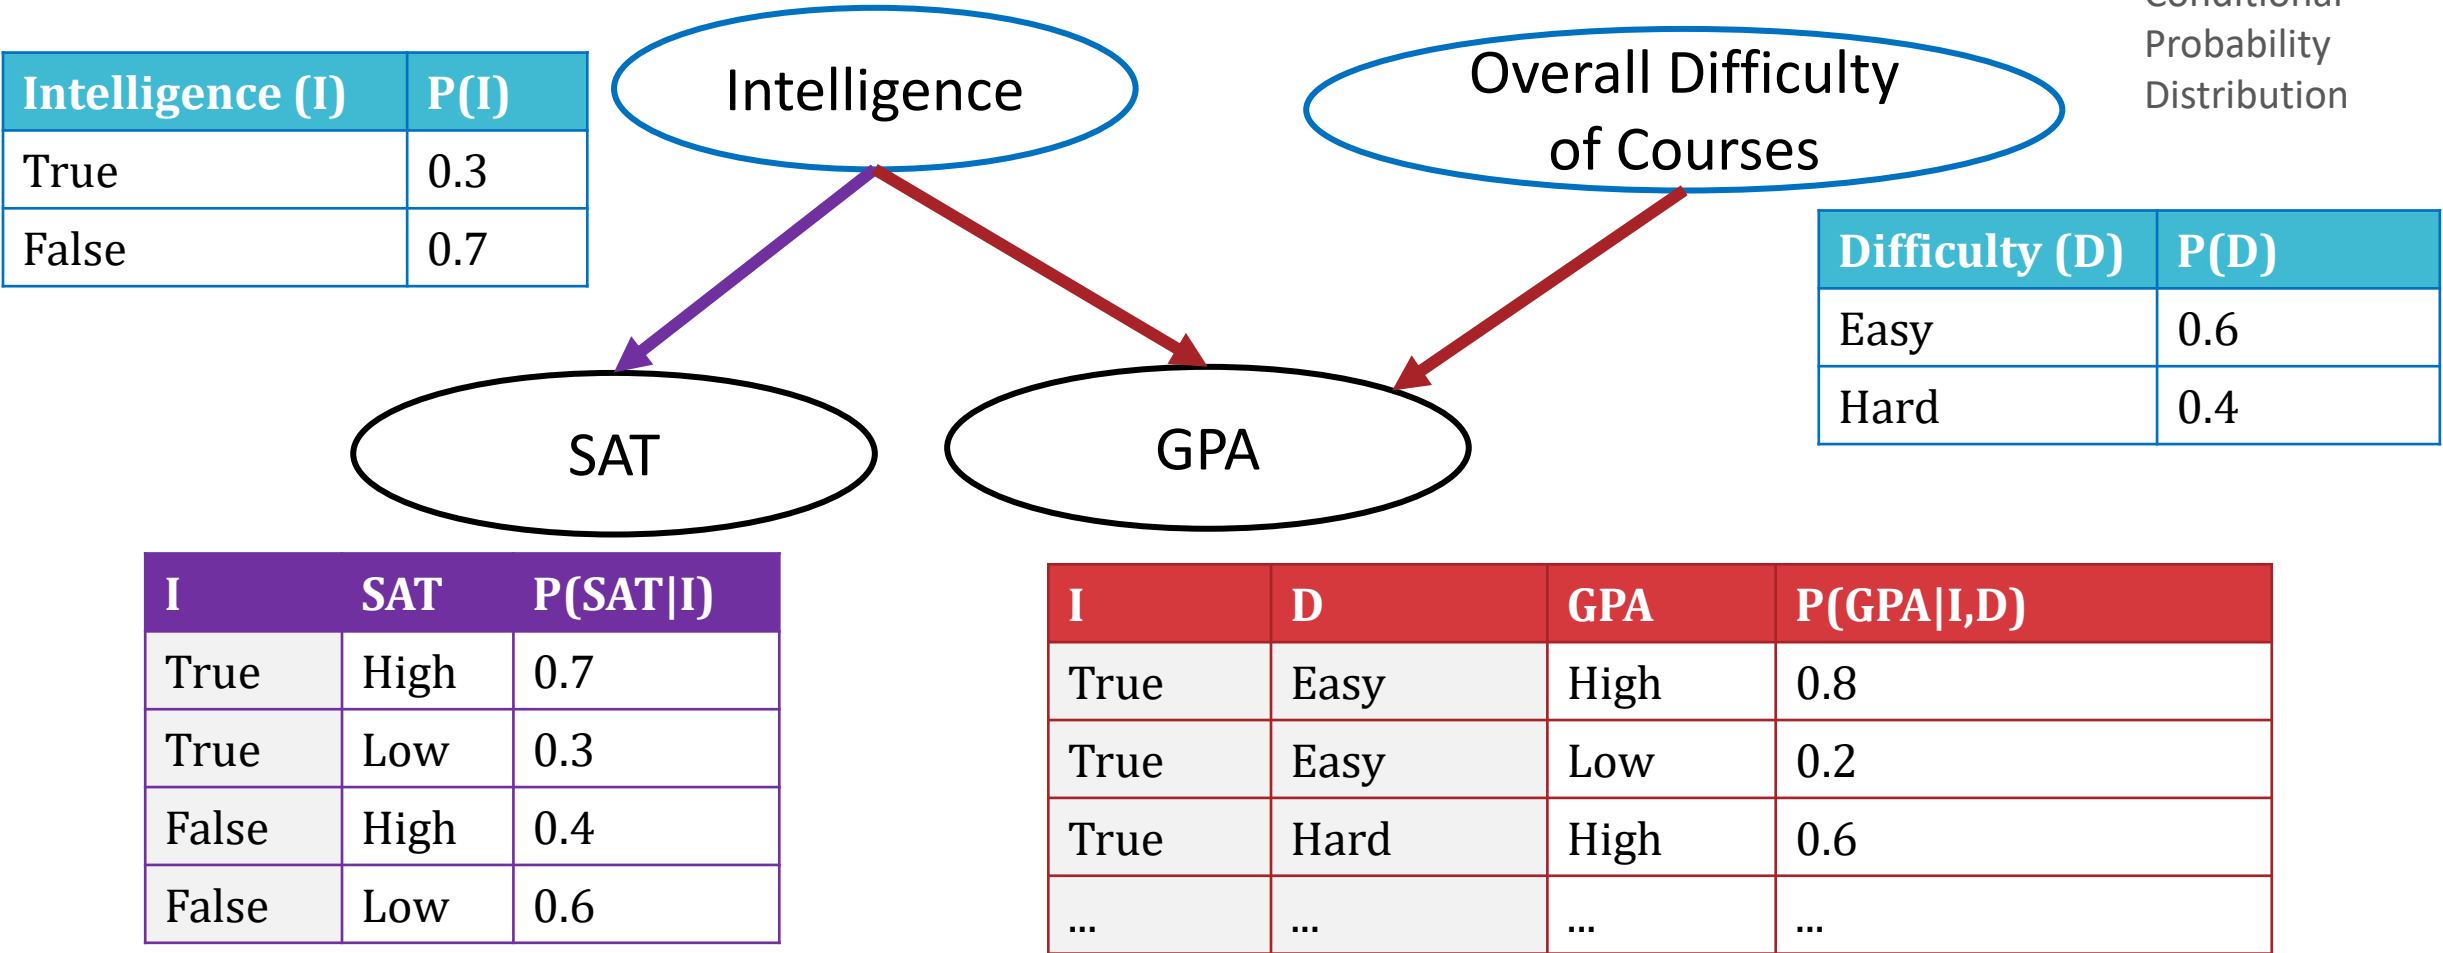 Conditional
Probability
Distribution
Intelligence
Overall Difficulty
of Courses
Intelligence (I) P(I)
True 0.3
False 0.7
Difficulty (D) P(D)
Easy 0.6
Hard 0.4
SAT
GPA
I SAT P(SAT|I)
True High 0.7
True Low 0.3
False High 0.4
False Low 0.6
I D GPA P(GPA|I,D)
True Easy High 0.8
True Easy Low 0.2
True Hard High 0.6
... ... ... ...